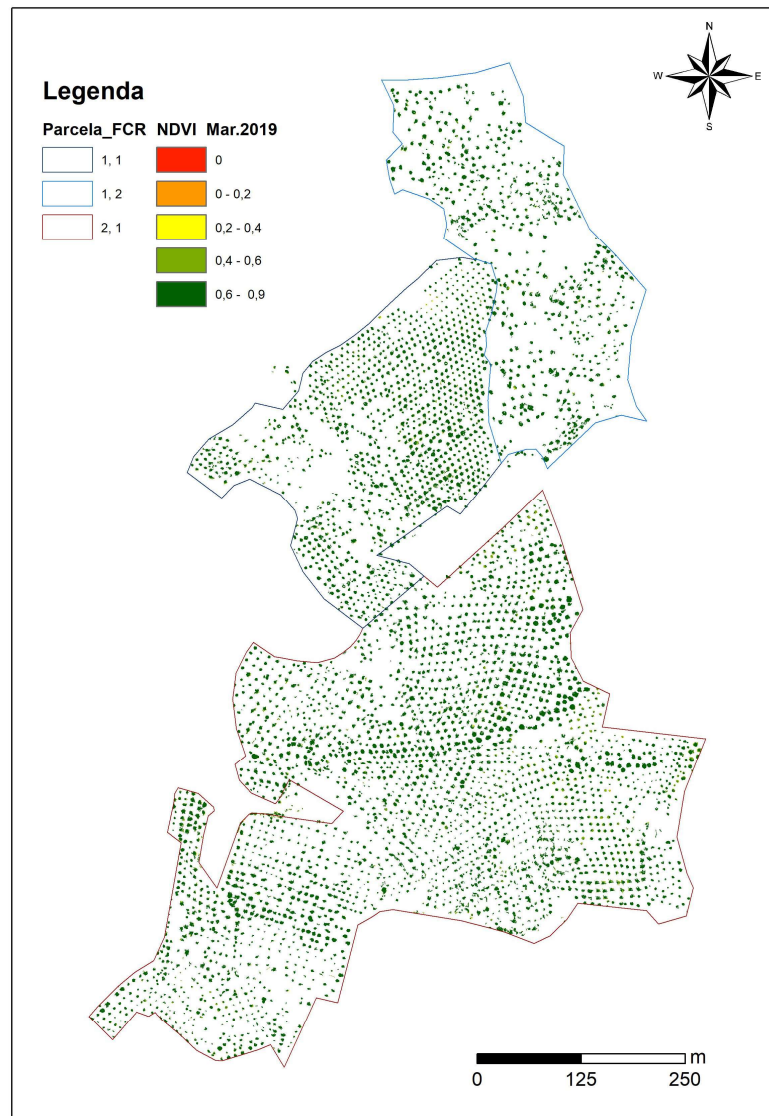 N
W E
S
Legenda
Parcela_FCR NDVI Mar.2019
1, 1 0
1, 2 0 - 0,2
2, 1 0,2 - 0,4
0,4 - 0,6
0,6 - 0,9
m
0 125 250